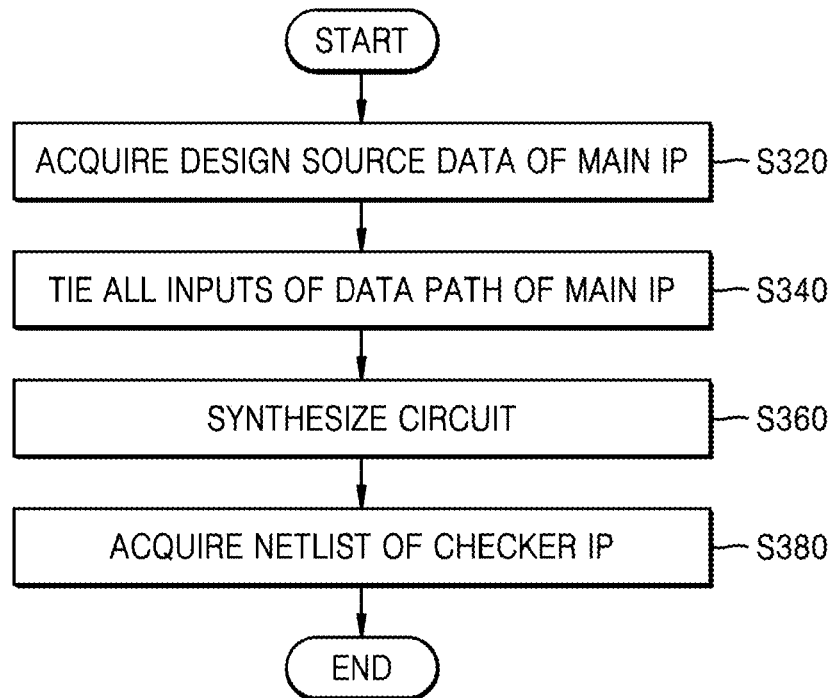 START
ACQUIRE DESIGN SOURCE DATA OF MAIN IP
S320
TIE ALL INPUTS OF DATA PATH OF MAIN IP
S340
SYNTHESIZE CIRCUIT
S360
ACQUIRE NETLIST OF CHECKER IP
S380
END